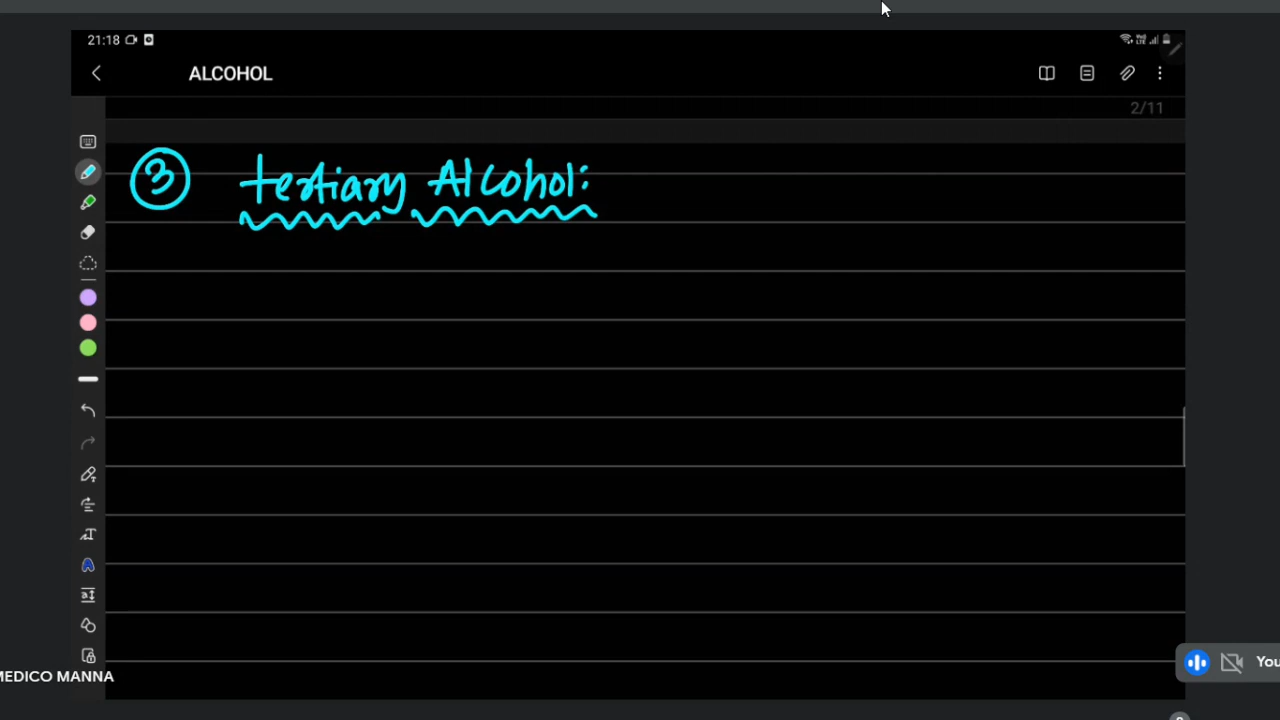 21:18
ALCOHOL
2/11
3 tertiary Alcohol:
MEDICO MANNA
You